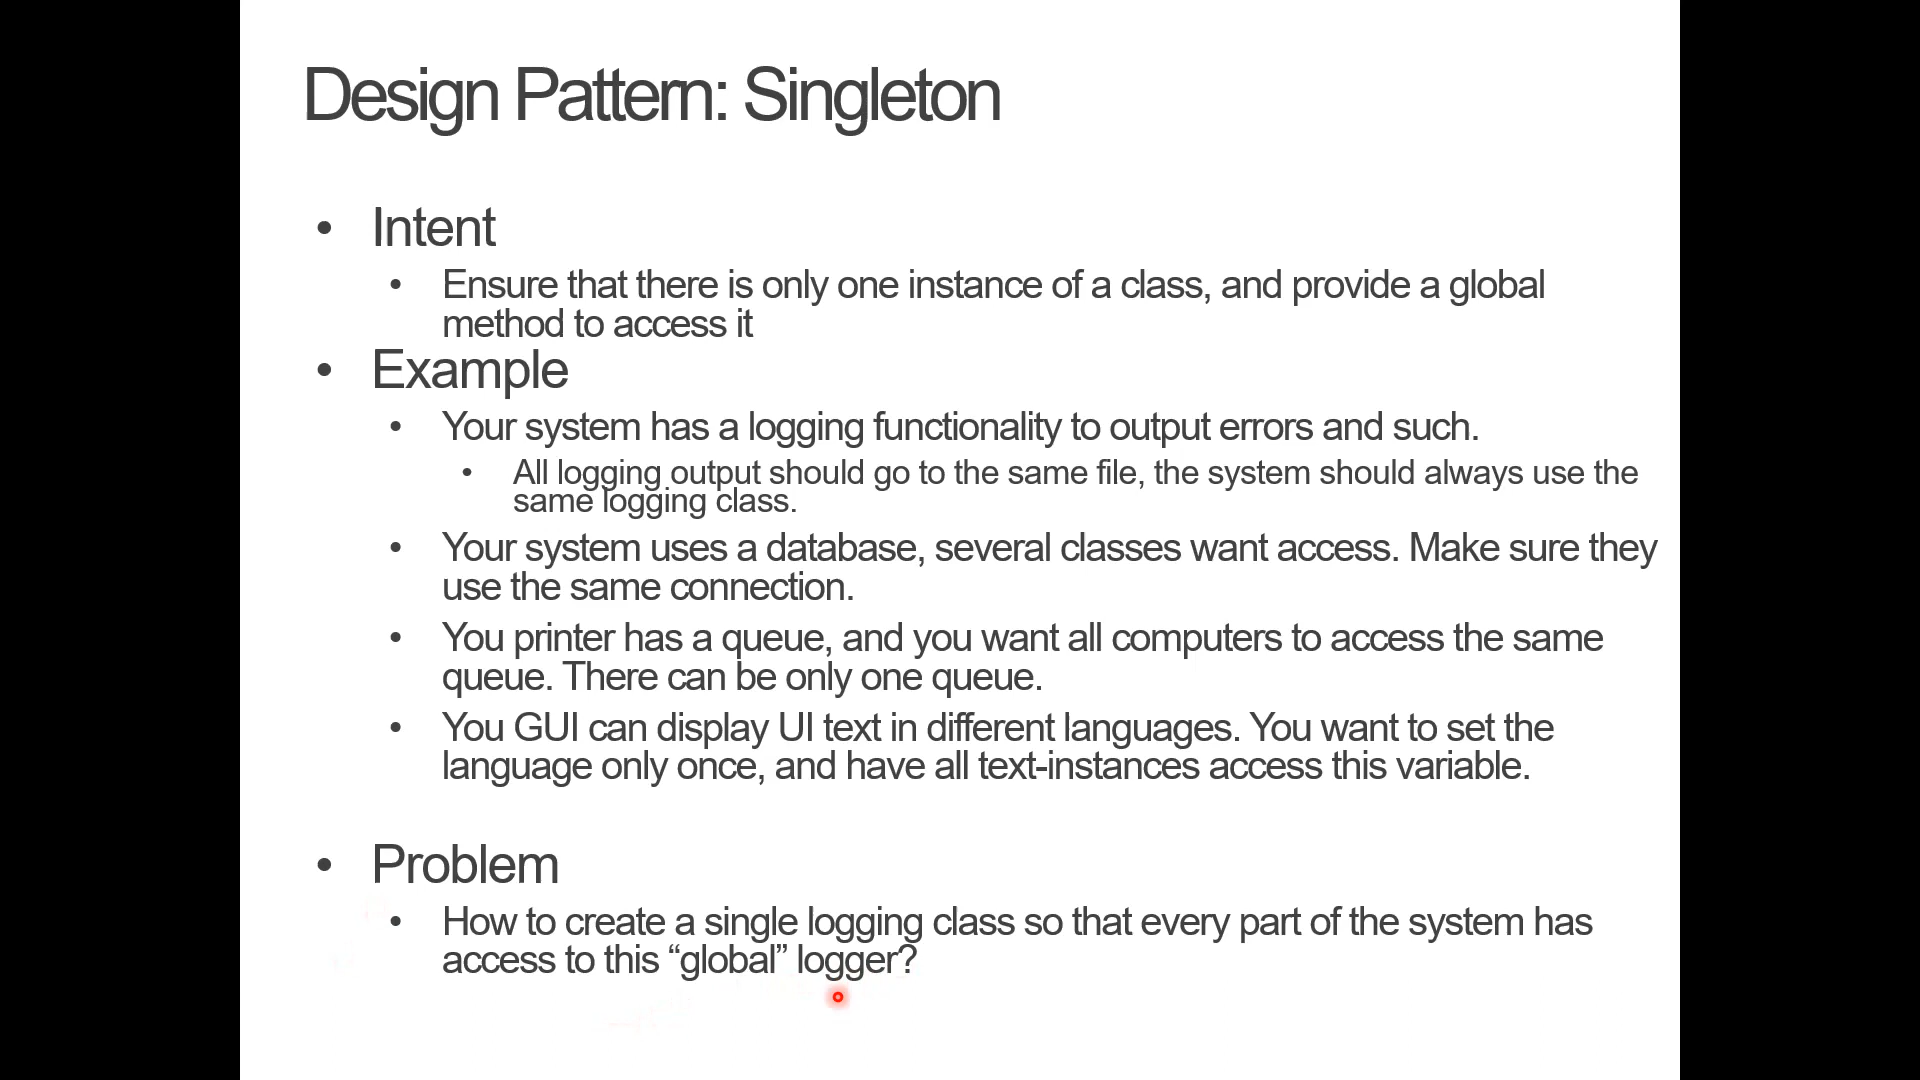 Design Pattern: Singleton
• Intent
• Ensure that there is only one instance of a class, and provide a global
method to access it
• Example
• Your system has a logging functionality to output errors and such.
• All logging output should go to the same file, the system should always use the
same logging class.
• Your system uses a database, several classes want access. Make sure they
use the same connection.
• You printer has a queue, and you want all computers to access the same
queue. There can be only one queue.
• You GUI can display UI text in different languages. You want to set the
language only once, and have all text-instances access this variable.
• Problem
• How to create a single logging class so that every part of the system has
access to this “global” logger?